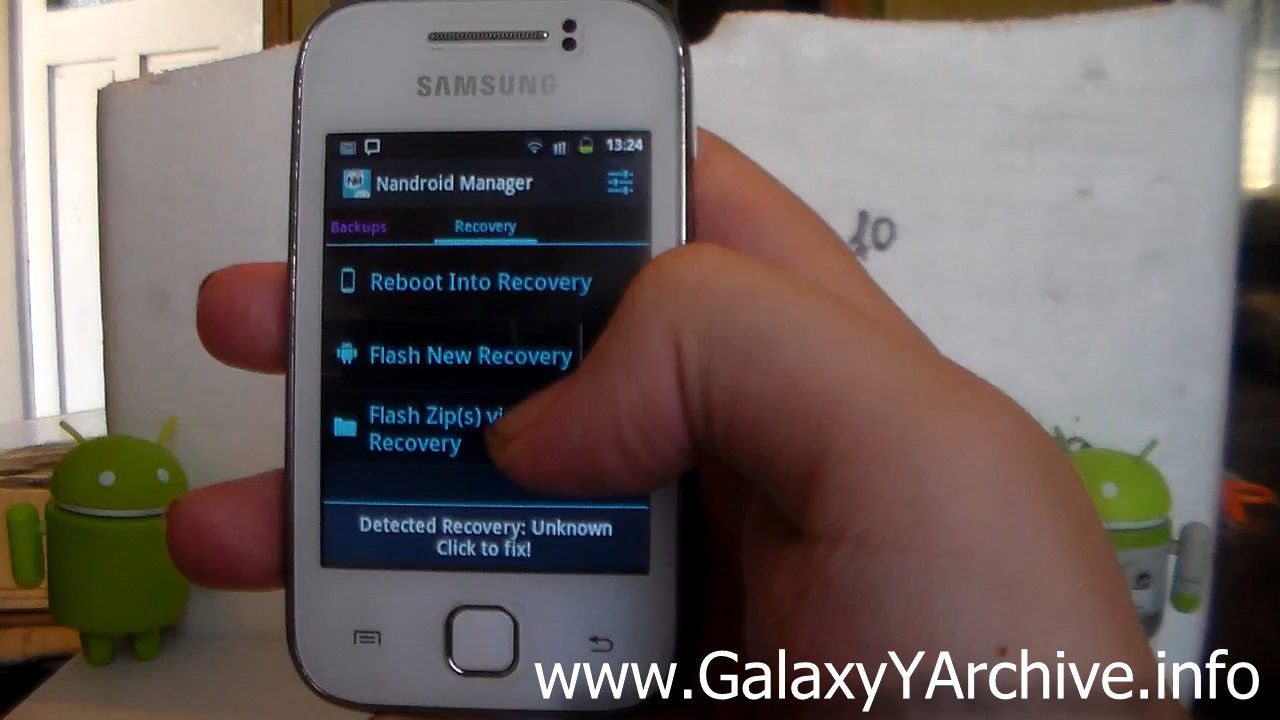 SAMSUNG
13:24
Nandroid Manager
Backups
Recovery
Reboot Into Recovery
Flash New Recovery
Flash Zip(s)
Recovery
Detected Recovery: Unknown
Click to fix!
www.GalaxyYArchive.info